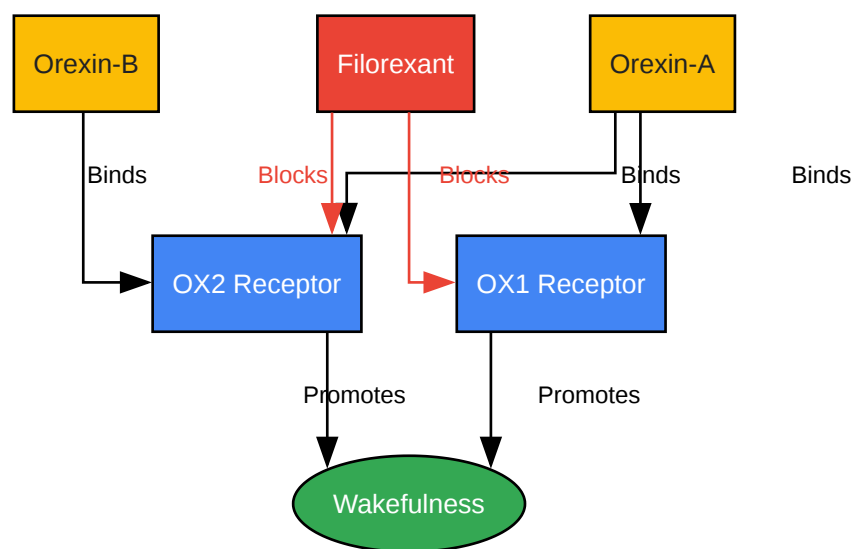 Orexin-B
Filorexant
Orexin-A
Binds
Blocks
Blocks
Binds
Binds
OX2 Receptor
OX1 Receptor
Promotes
Promotes
Wakefulness